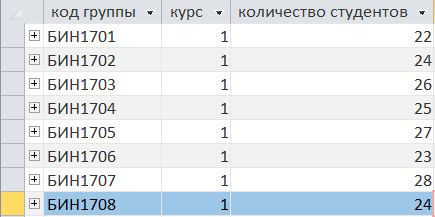 код группы курс количество студентов
БИН1701 1 22
БИН1702 1 24
БИН1703 1 26
БИН1704 1 25
БИН1705 1 27
БИН1706 1 23
БИН1707 1 28
БИН1708 1 24